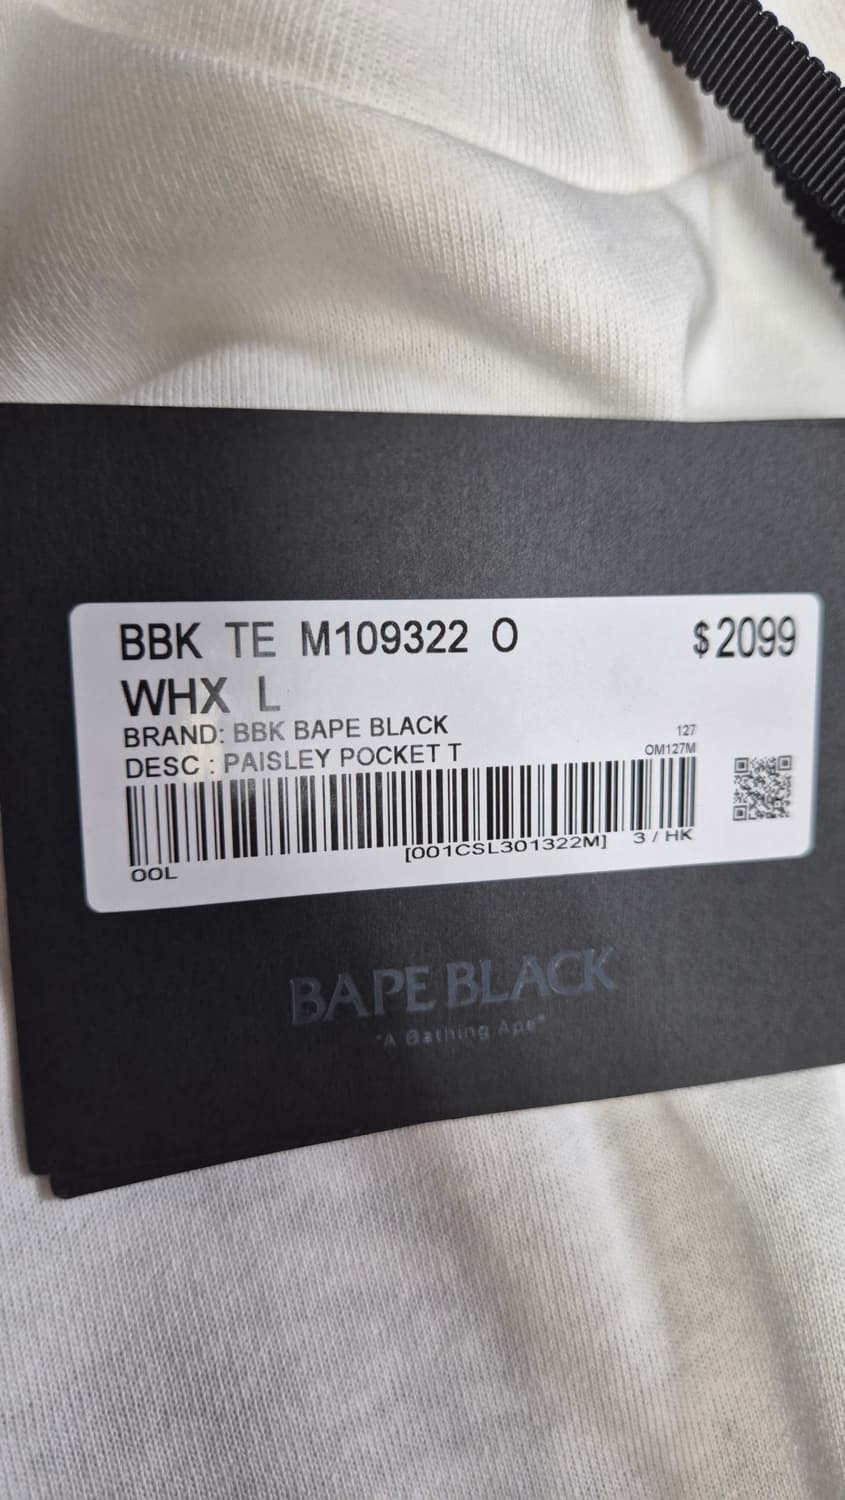 BBK TE M109322 O $2099
WHX L
BRAND: BBK BAPE BLACK 127
DESC : PAISLEY POCKET T OM127M
[001CSL301322M] 3 / HK
OOL
BAPE BLACK
"A Bathing Ape"